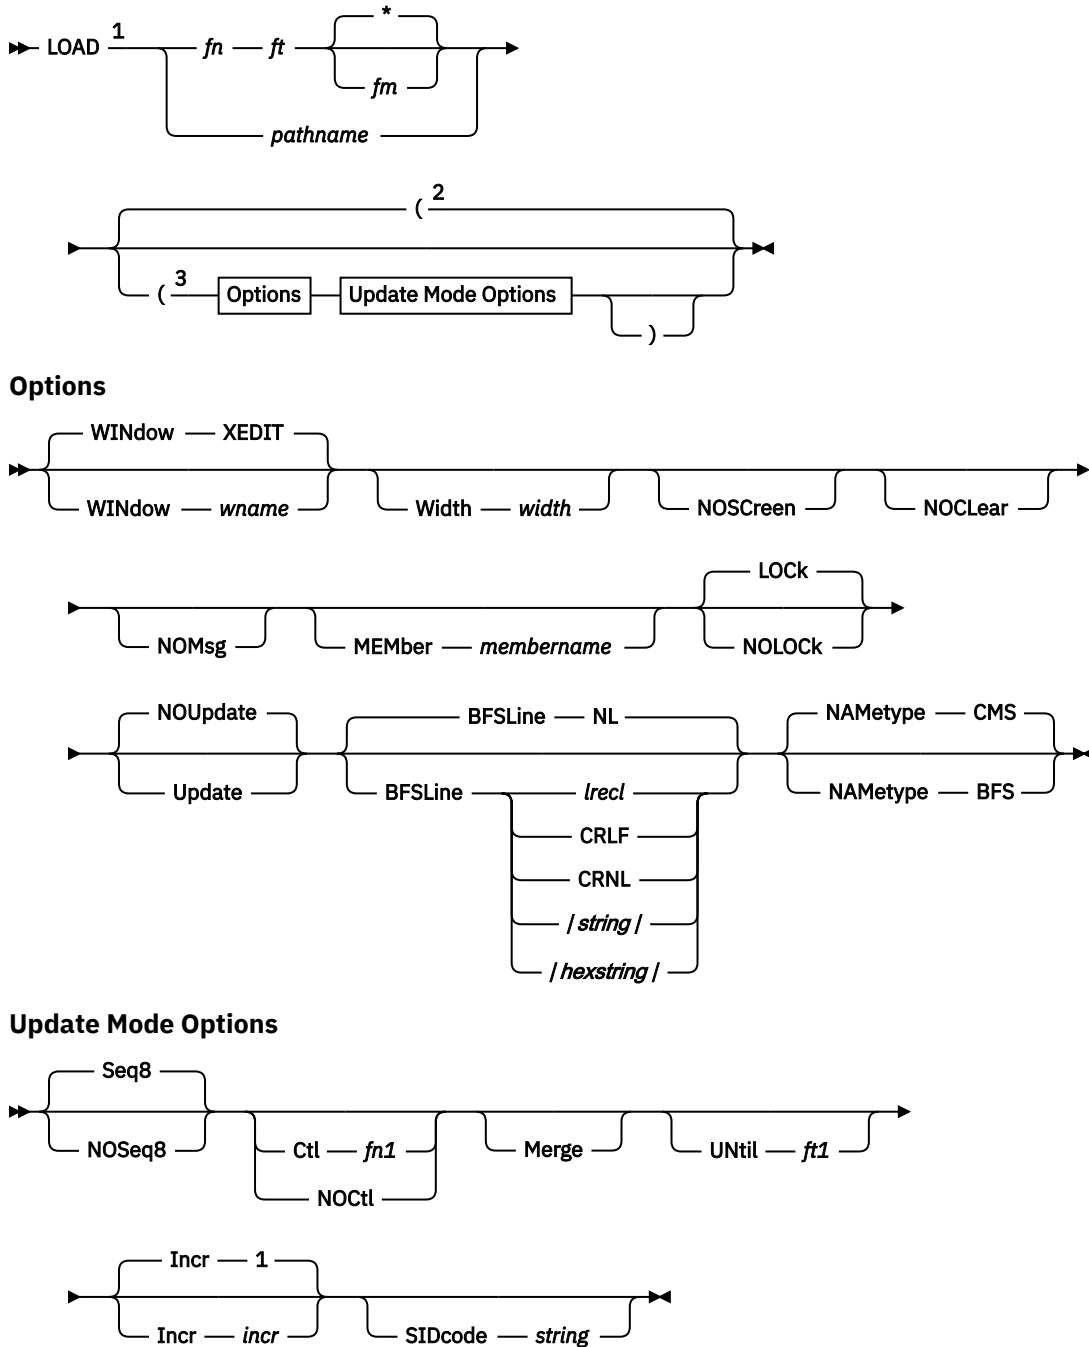 *
LOAD 1 fn ft
fm
pathname
( 2
( 3 Options Update Mode Options
)
Options
WINdow XEDIT
WINdow wname Width width NOSCreen NOCLear
LOCk
NOMsg MEMber membername NOLOCk
NOUpdate BFSLine NL NAMetype CMS
Update BFSLine lrecl NAMetype BFS
CRLF
CRNL
/ string /
/ hexstring /
Update Mode Options
Seq8
NOSeq8 Ctl fn1 Merge UNtil ft1
NOCtl
Incr 1
Incr incr SIDcode string